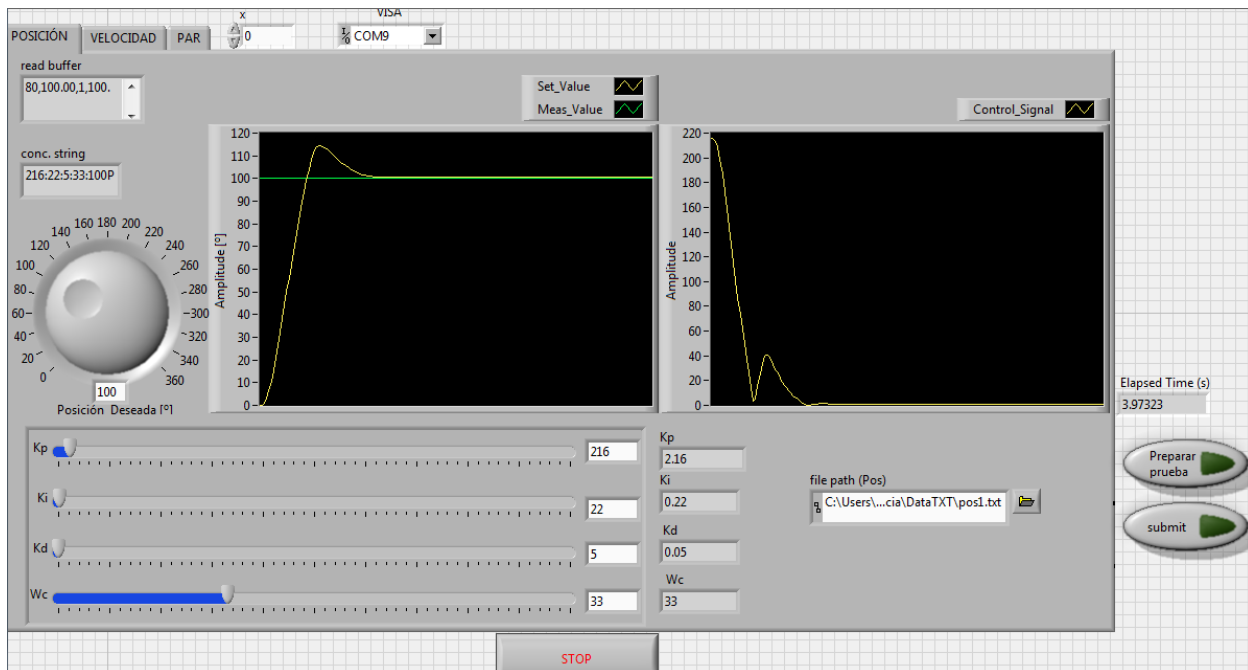 x
VISA
POSICIÓN
VELOCIDAD
PAR
0
COM9
read buffer
80,100.00,1,100.
conc. string
216:22:5:33:100P
Set_Value
Meas_Value
Control_Signal
0
20
40
60
80
100
120
140
160
180
200
220
240
260
280
300
320
340
360
100
Posición Deseada [º]
Amplitude [º]
120
110
100
90
80
70
60
50
40
30
20
10
0
Amplitude
220
200
180
160
140
120
100
80
60
40
20
0
Elapsed Time (s)
3.97323
Preparar
prueba
submit
Kp
216
Ki
22
Kd
5
Wc
33
Kp
2.16
Ki
0.22
Kd
0.05
Wc
33
file path (Pos)
C:\Users\...cia\DataTXT\pos1.txt
STOP